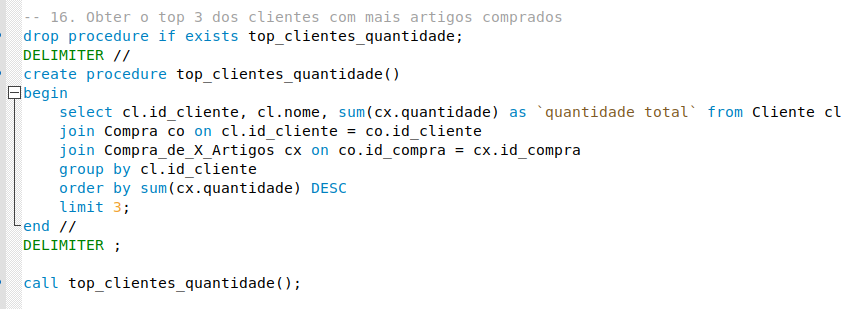 -- 16. Obter o top 3 dos clientes com mais artigos comprados
drop procedure if exists top_clientes_quantidade;
DELIMITER //
create procedure top_clientes_quantidade()
begin
    select cl.id_cliente, cl.nome, sum(cx.quantidade) as `quantidade total` from Cliente cl
    join Compra co on cl.id_cliente = co.id_cliente
    join Compra_de_X_Artigos cx on co.id_compra = cx.id_compra
    group by cl.id_cliente
    order by sum(cx.quantidade) DESC
    limit 3;
end //
DELIMITER ;
call top_clientes_quantidade();